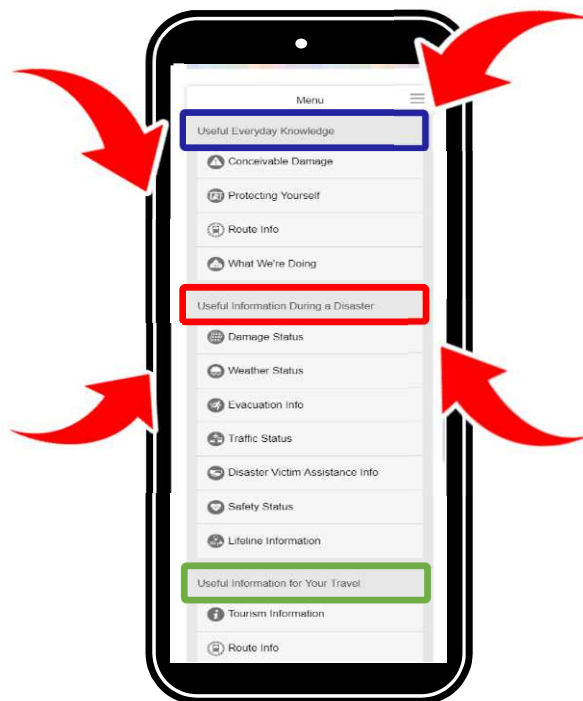 Menu
Useful Everyday Knowledge
Conceivable Damage
Protecting Yourself
Route Info
What We're Doing
Useful Information During a Disaster
Damage Status
Weather Status
Evacuation Info
Traffic Status
Disaster Victim Assistance Info
Safety Status
Lifeline Information
Useful Information for Your Travel
Tourism Information
Route Info